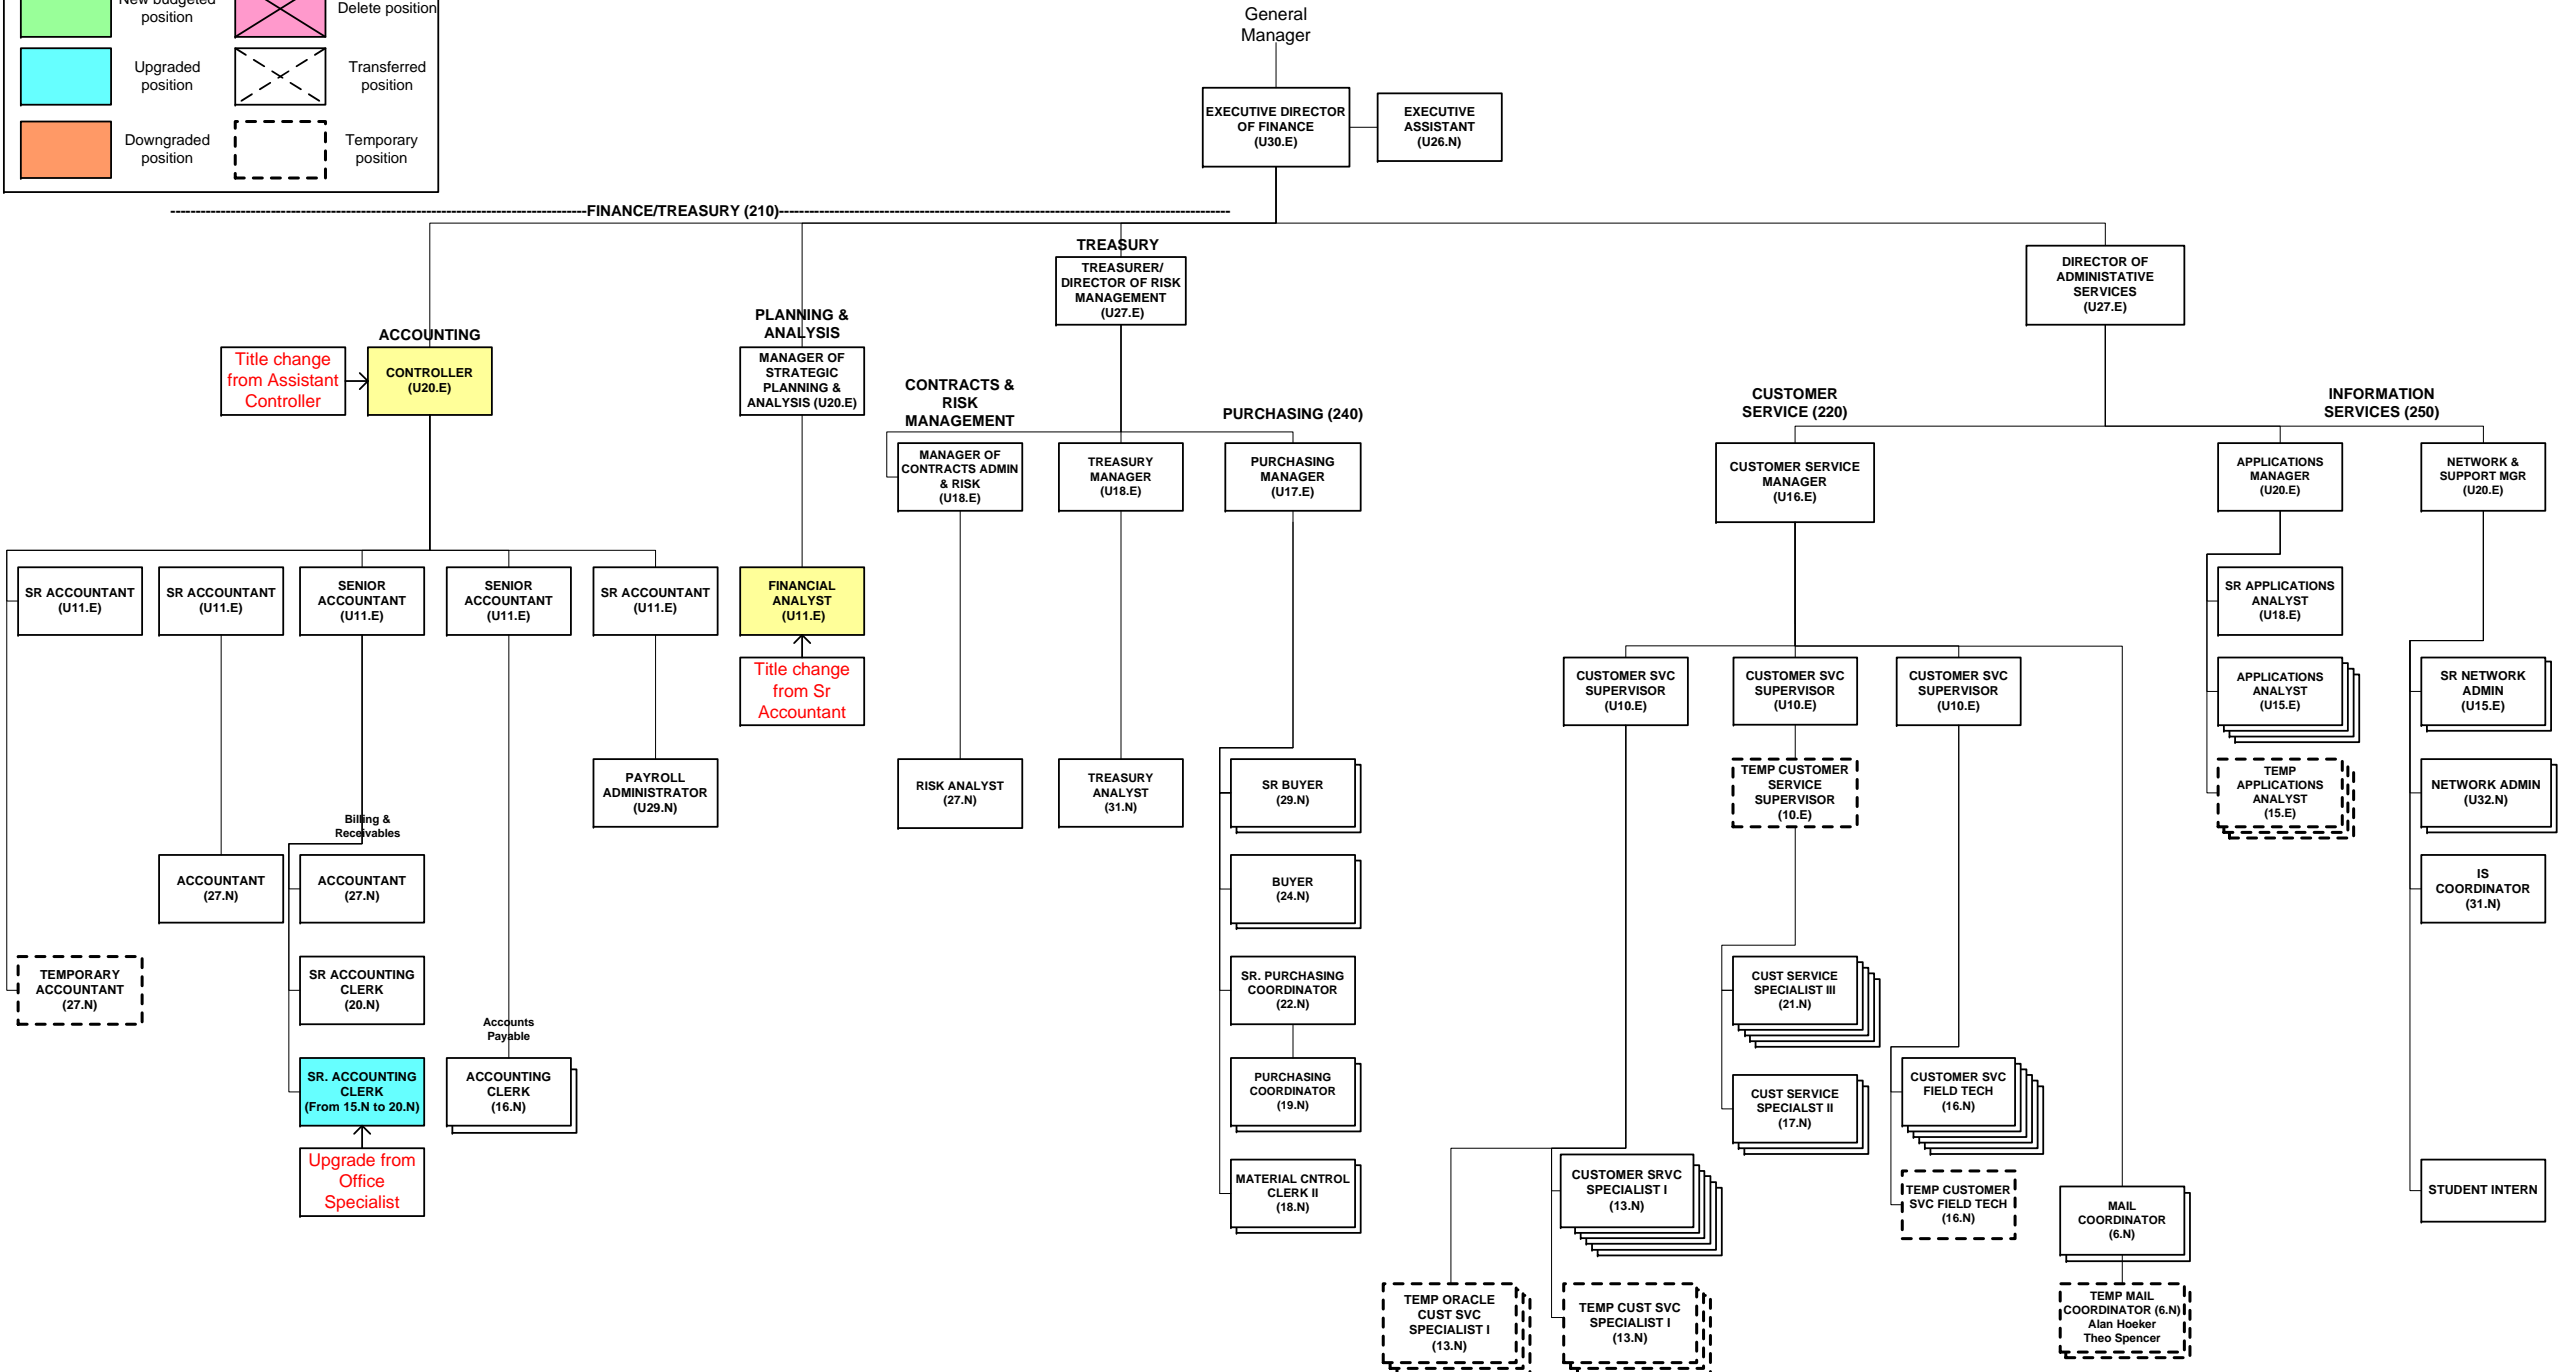 New budgeted
position
Delete position
Upgraded
position
Transferred
position
Downgraded
position
Temporary
position
General
Manager
EXECUTIVE DIRECTOR
OF FINANCE
(U30.E)
EXECUTIVE
ASSISTANT
(U26.N)
FINANCE/TREASURY (210)
TREASURY
TREASURER/
DIRECTOR OF RISK
MANAGEMENT
(U27.E)
DIRECTOR OF
ADMINISTATIVE
SERVICES
(U27.E)
ACCOUNTING
Title change
from Assistant
Controller
CONTROLLER
(U20.E)
PLANNING &
ANALYSIS
MANAGER OF
STRATEGIC
PLANNING &
ANALYSIS (U20.E)
CONTRACTS &
RISK
MANAGEMENT
PURCHASING (240)
CUSTOMER
SERVICE (220)
INFORMATION
SERVICES (250)
MANAGER OF
CONTRACTS ADMIN
& RISK
(U18.E)
TREASURY
MANAGER
(U18.E)
PURCHASING
MANAGER
(U17.E)
CUSTOMER SERVICE
MANAGER
(U16.E)
APPLICATIONS
MANAGER
(U20.E)
NETWORK &
SUPPORT MGR
(U20.E)
SR ACCOUNTANT
(U11.E)
SR ACCOUNTANT
(U11.E)
SENIOR
ACCOUNTANT
(U11.E)
SENIOR
ACCOUNTANT
(U11.E)
SR ACCOUNTANT
(U11.E)
FINANCIAL
ANALYST
(U11.E)
Title change
from Sr
Accountant
SR APPLICATIONS
ANALYST
(U18.E)
CUSTOMER SVC
SUPERVISOR
(U10.E)
CUSTOMER SVC
SUPERVISOR
(U10.E)
CUSTOMER SVC
SUPERVISOR
(U10.E)
APPLICATIONS
ANALYST
(U15.E)
SR NETWORK
ADMIN
(U15.E)
PAYROLL
ADMINISTRATOR
(U29.N)
RISK ANALYST
(27.N)
TREASURY
ANALYST
(31.N)
SR BUYER
(29.N)
TEMP CUSTOMER
SERVICE
SUPERVISOR
(10.E)
TEMP
APPLICATIONS
ANALYST
(15.E)
NETWORK ADMIN
(U32.N)
Billing &
Receivables
ACCOUNTANT
(27.N)
ACCOUNTANT
(27.N)
BUYER
(24.N)
IS
COORDINATOR
(31.N)
TEMPORARY
ACCOUNTANT
(27.N)
SR ACCOUNTING
CLERK
(20.N)
SR. PURCHASING
COORDINATOR
(22.N)
CUST SERVICE
SPECIALIST III
(21.N)
Accounts
Payable
SR. ACCOUNTING
CLERK
(From 15.N to 20.N)
ACCOUNTING
CLERK
(16.N)
PURCHASING
COORDINATOR
(19.N)
CUST SERVICE
SPECIALST II
(17.N)
CUSTOMER SVC
FIELD TECH
(16.N)
Upgrade from
Office
Specialist
MATERIAL CNTROL
CLERK II
(18.N)
CUSTOMER SRVC
SPECIALIST I
(13.N)
TEMP CUSTOMER
SVC FIELD TECH
(16.N)
MAIL
COORDINATOR
(6.N)
STUDENT INTERN
TEMP ORACLE
CUST SVC
SPECIALIST I
(13.N)
TEMP CUST SVC
SPECIALIST I
(13.N)
TEMP MAIL
COORDINATOR (6.N)
Alan Hoeker
Theo Spencer